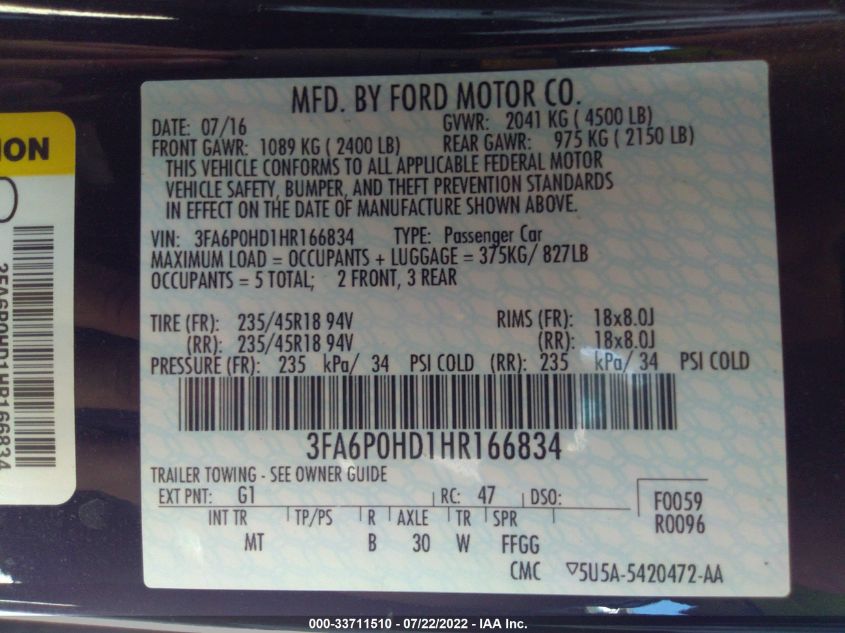 MFD. BY FORD MOTOR CO.
DATE: 07/16 GVWR: 2041 KG ( 4500 LB)
FRONT GAWR: 1089 KG ( 2400 LB) REAR GAWR: 975 KG ( 2150 LB)
THIS VEHICLE CONFORMS TO ALL APPLICABLE FEDERAL MOTOR
VEHICLE SAFETY, BUMPER, AND THEFT PREVENTION STANDARDS
IN EFFECT ON THE DATE OF MANUFACTURE SHOWN ABOVE.
VIN: 3FA6P0HD1HR166834 TYPE: Passenger Car
MAXIMUM LOAD = OCCUPANTS + LUGGAGE = 375KG/ 827LB
OCCUPANTS = 5 TOTAL; 2 FRONT, 3 REAR
TIRE (FR): 235/45R18 94V RIMS (FR): 18x8.0J
(RR): 235/45R18 94V (RR): 18x8.0J
PRESSURE (FR): 235 kPa/ 34 PSI COLD (RR): 235 kPa/ 34 PSI COLD
3FA6P0HD1HR166834
TRAILER TOWING - SEE OWNER GUIDE
EXT PNT: G1 RC: 47 DSO: F0059
R0096
INT TR TP/PS R AXLE TR SPR
MT B 30 W FFGG
CMC ▽5U5A-5420472-AA
ION
3FA6P0HD1HR166834
000-33711510 - 07/22/2022 - IAA Inc.